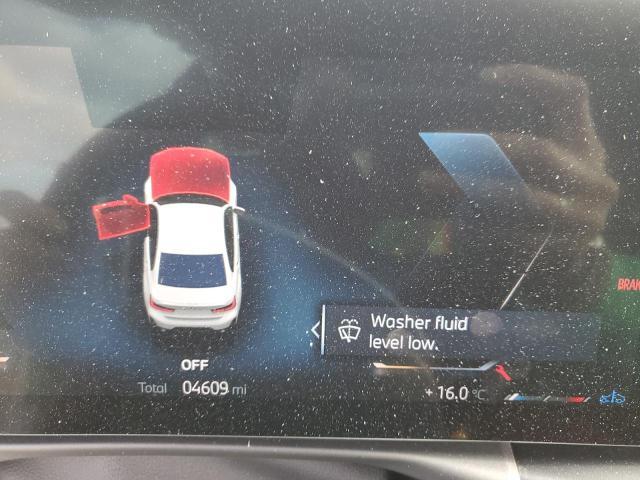 BRAK
Washer fluid
level low.
OFF
Total 04609 mi
+16.0 °C